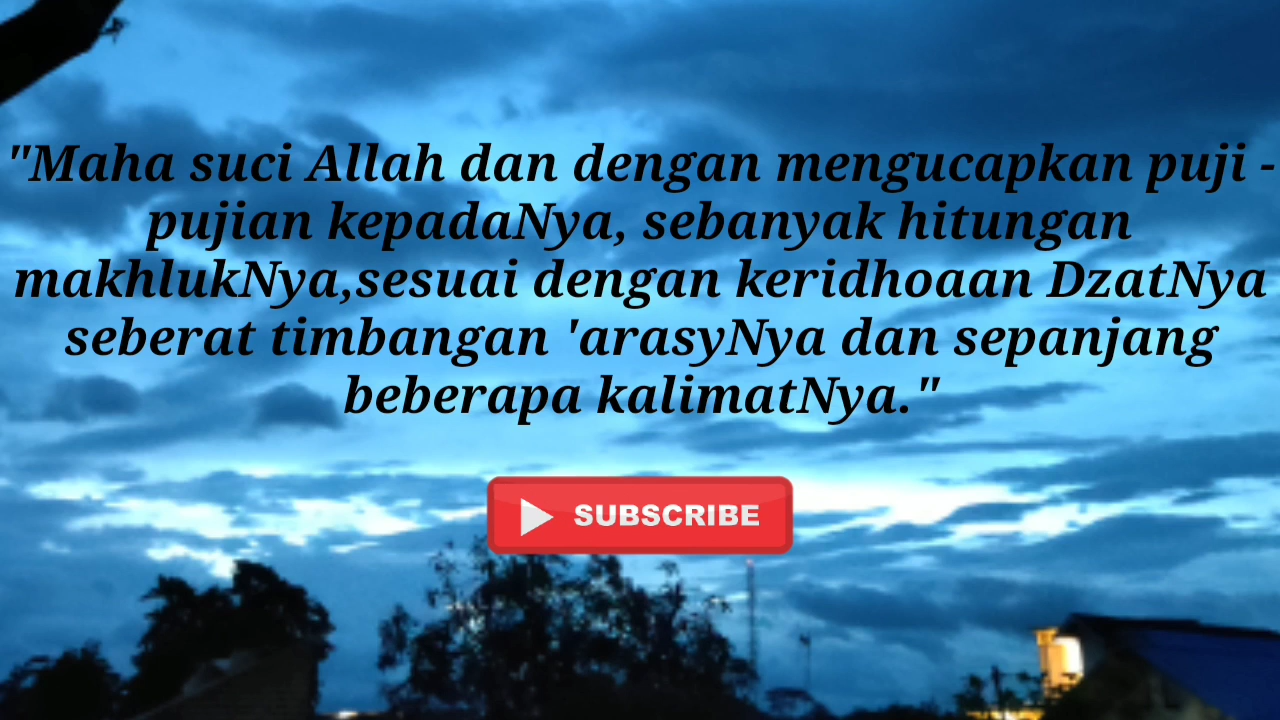 "Maha suci Allah dan dengan mengucapkan puji -
pujian kepadaNya, sebanyak hitungan
makhlukNya,sesuai dengan keridhoaan DzatNya
seberat timbangan 'arasyNya dan sepanjang
beberapa kalimatNya."
SUBSCRIBE